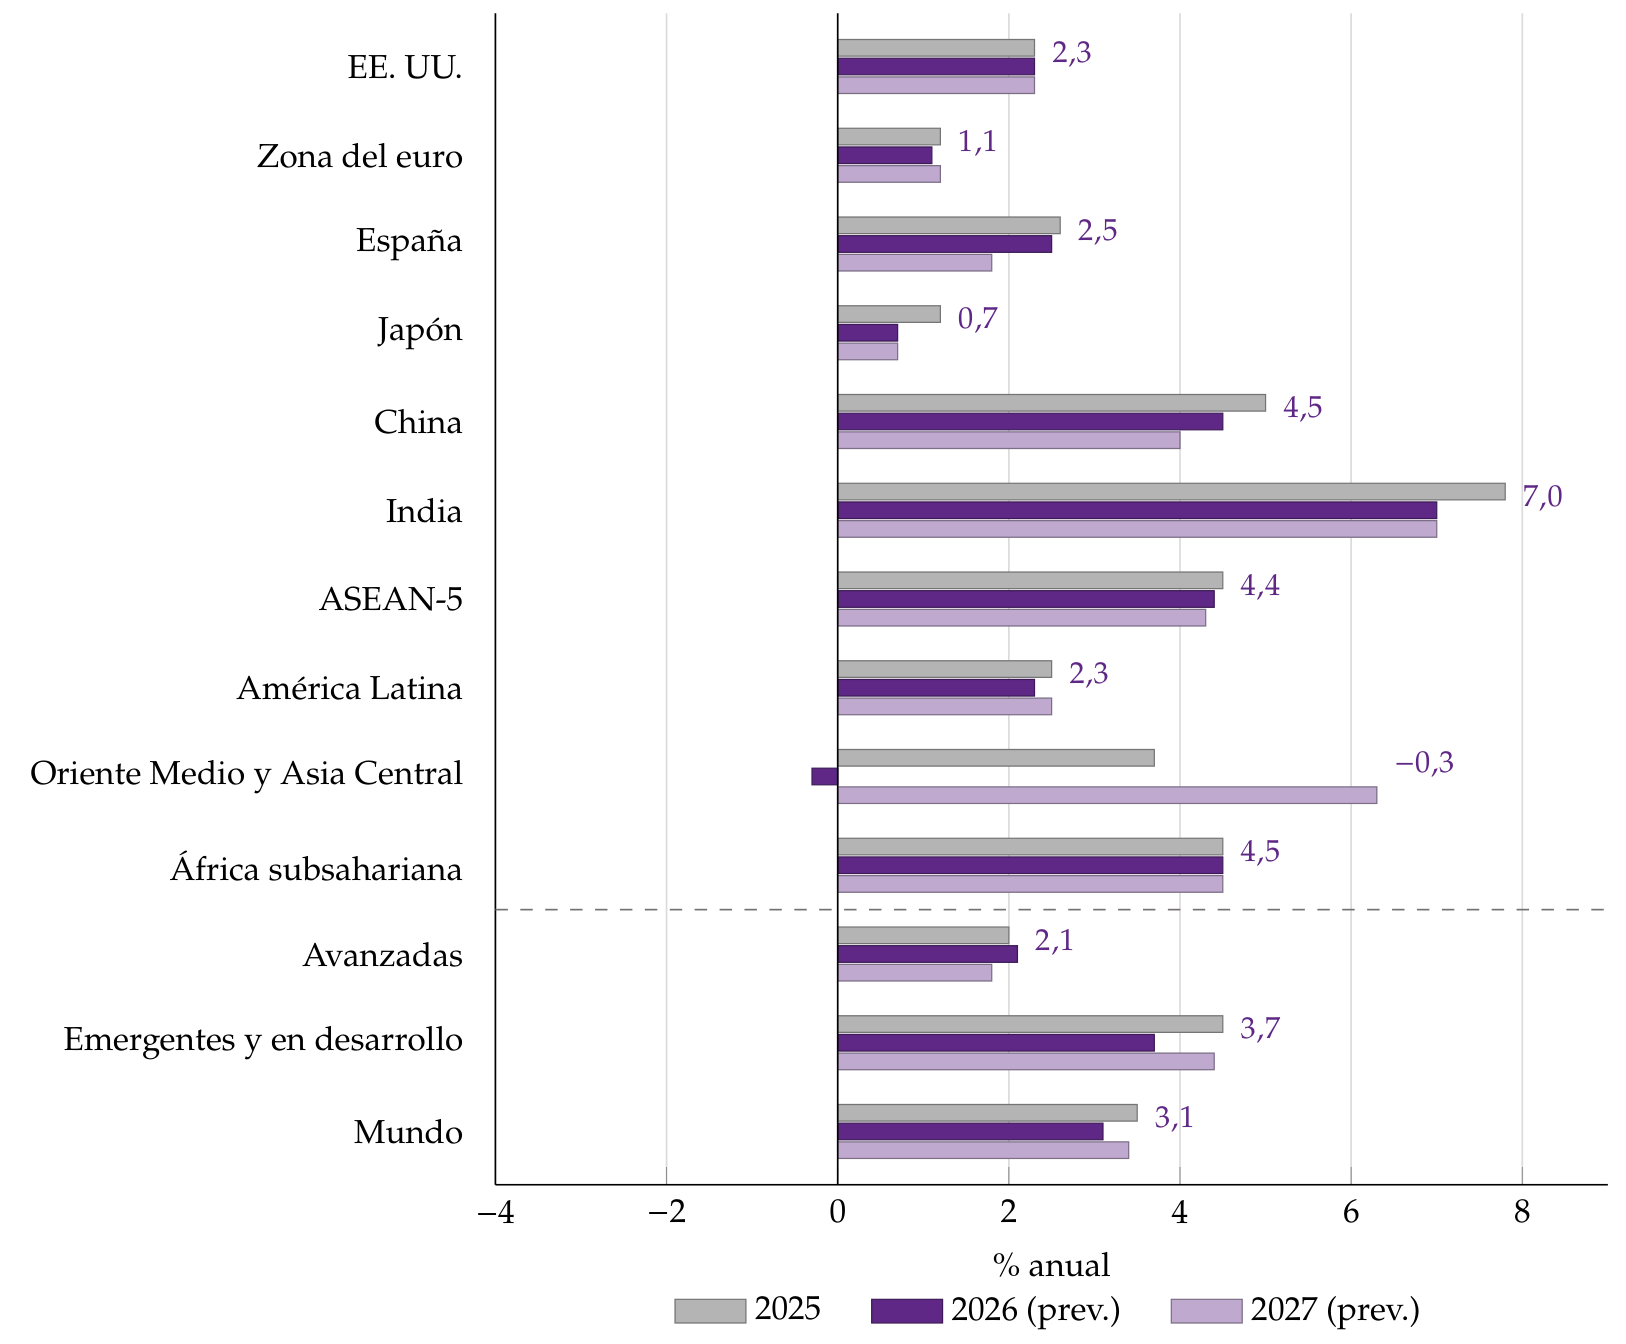 EE. UU. 2,3
Zona del euro 1,1
España 2,5
Japón 0,7
China 4,5
India 7,0
ASEAN-5 4,4
América Latina 2,3
Oriente Medio y Asia Central −0,3
África subsahariana 4,5
Avanzadas 2,1
Emergentes y en desarrollo 3,7
Mundo 3,1
−4 −2 0 2 4 6 8
% anual
2025 2026 (prev.) 2027 (prev.)